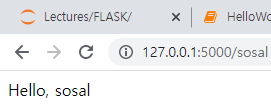 Lectures/FLASK/
HelloWo
127.0.0.1:5000/sosal
Hello, sosal